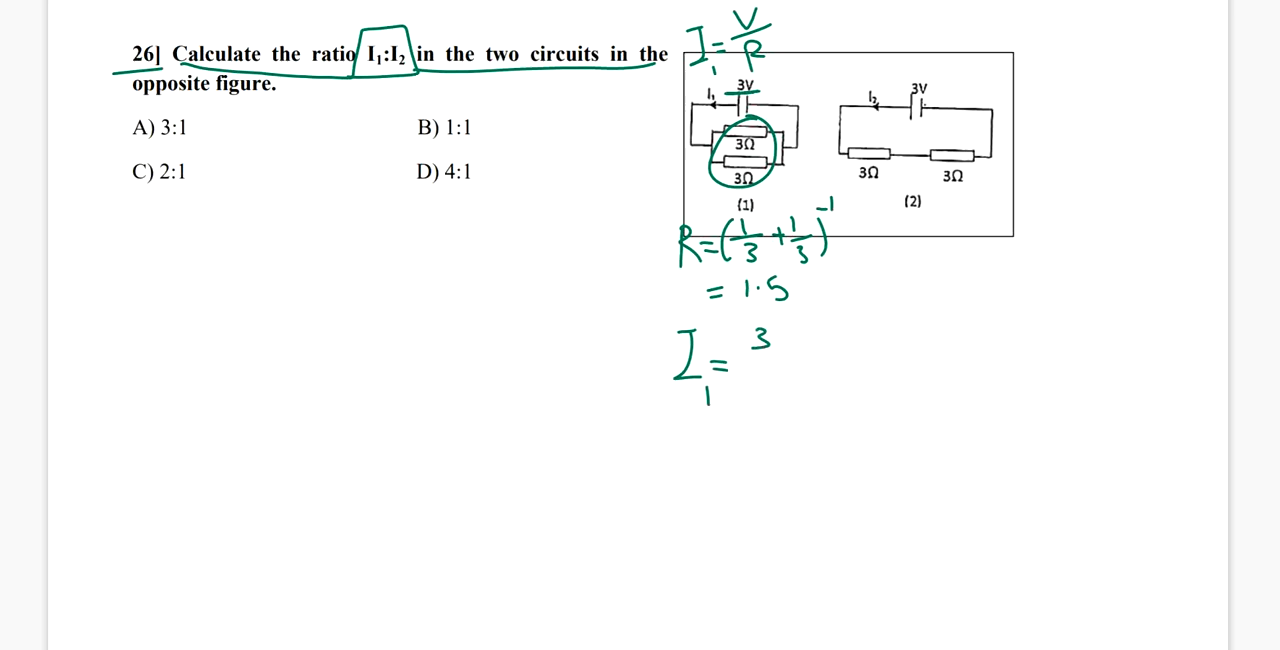 26] Calculate the ratio I₁:I₂ in the two circuits in the
opposite figure.
A) 3:1
B) 1:1
C) 2:1
D) 4:1
I₁ = V/R
I₁
3V
3Ω
3Ω
(1)
I₂
3V
3Ω
3Ω
(2)
R=(1/3+1/3)⁻¹
= 1.5
I₁ = 3